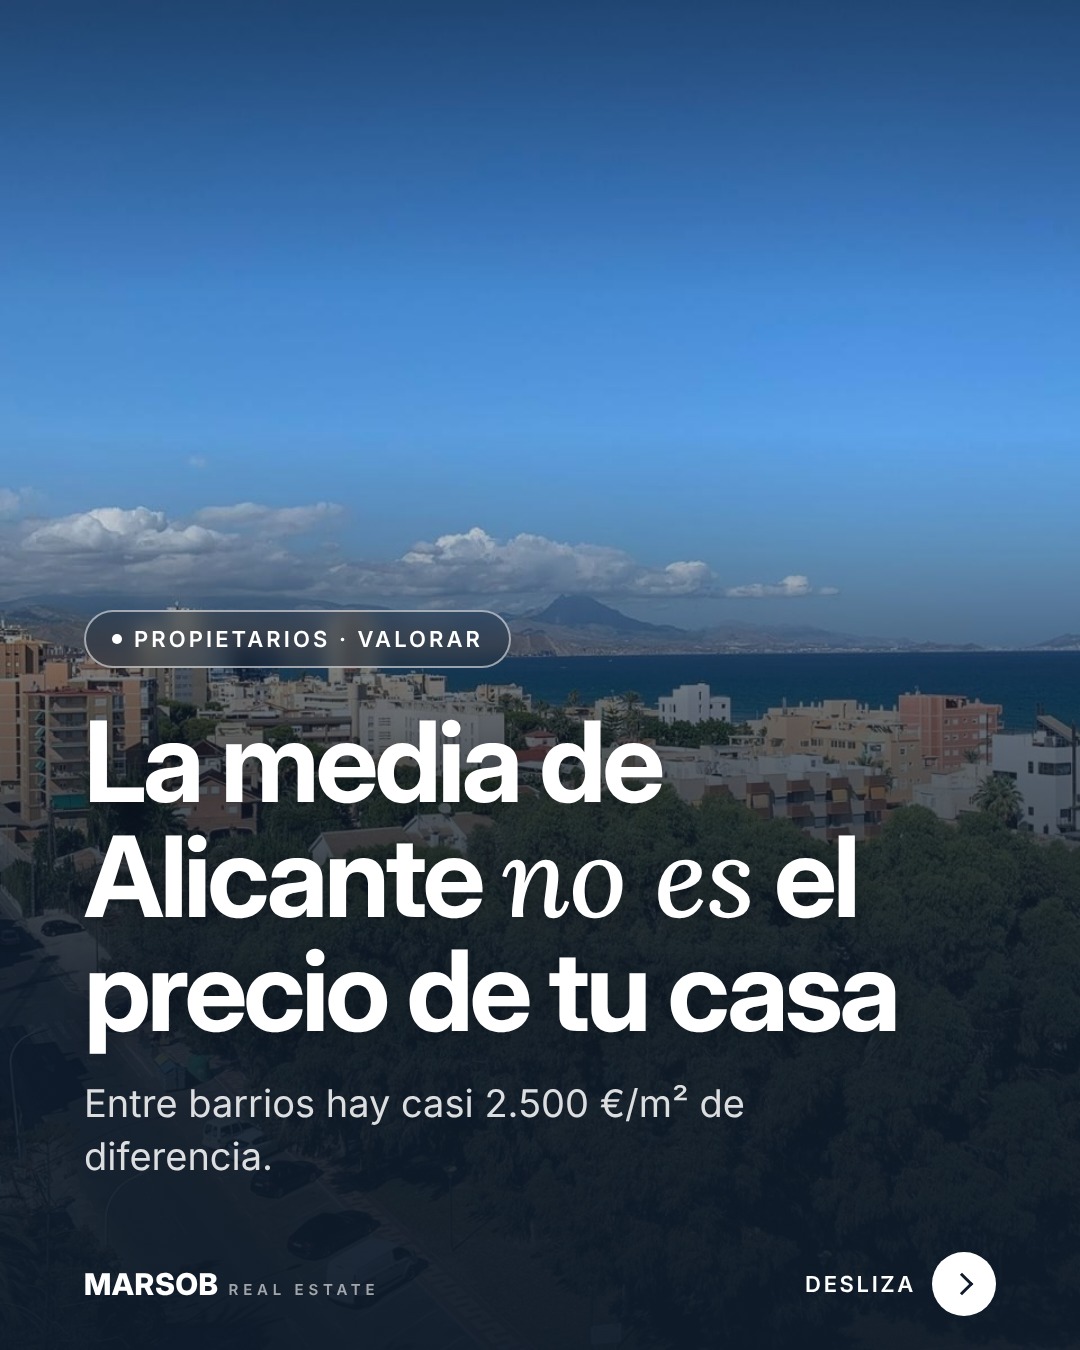 PROPIETARIOS · VALORAR
La media de
Alicante no es el
precio de tu casa
Entre barrios hay casi 2.500 €/m² de
diferencia.
MARSOB REAL ESTATE
DESLIZA